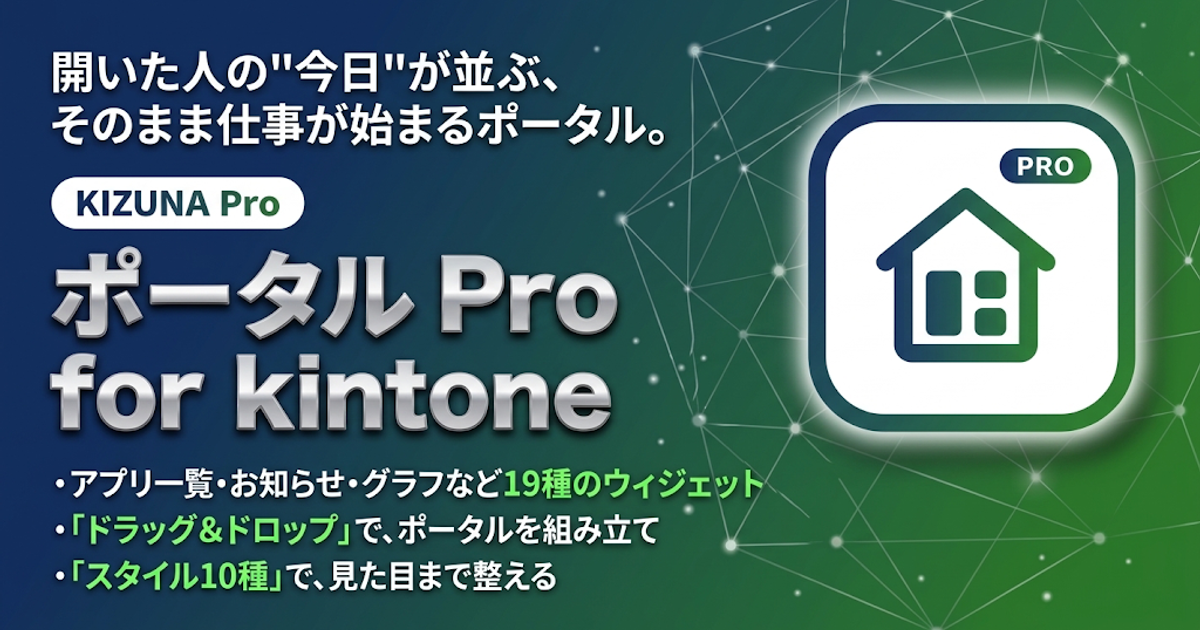 開いた人の"今日"が並ぶ、
そのまま仕事が始まるポータル。
KIZUNA Pro
ポータル Pro
for kintone
PRO
・アプリ一覧・お知らせ・グラフなど19種のウィジェット
・「ドラッグ&ドロップ」で、ポータルを組み立て
・「スタイル10種」で、見た目まで整える